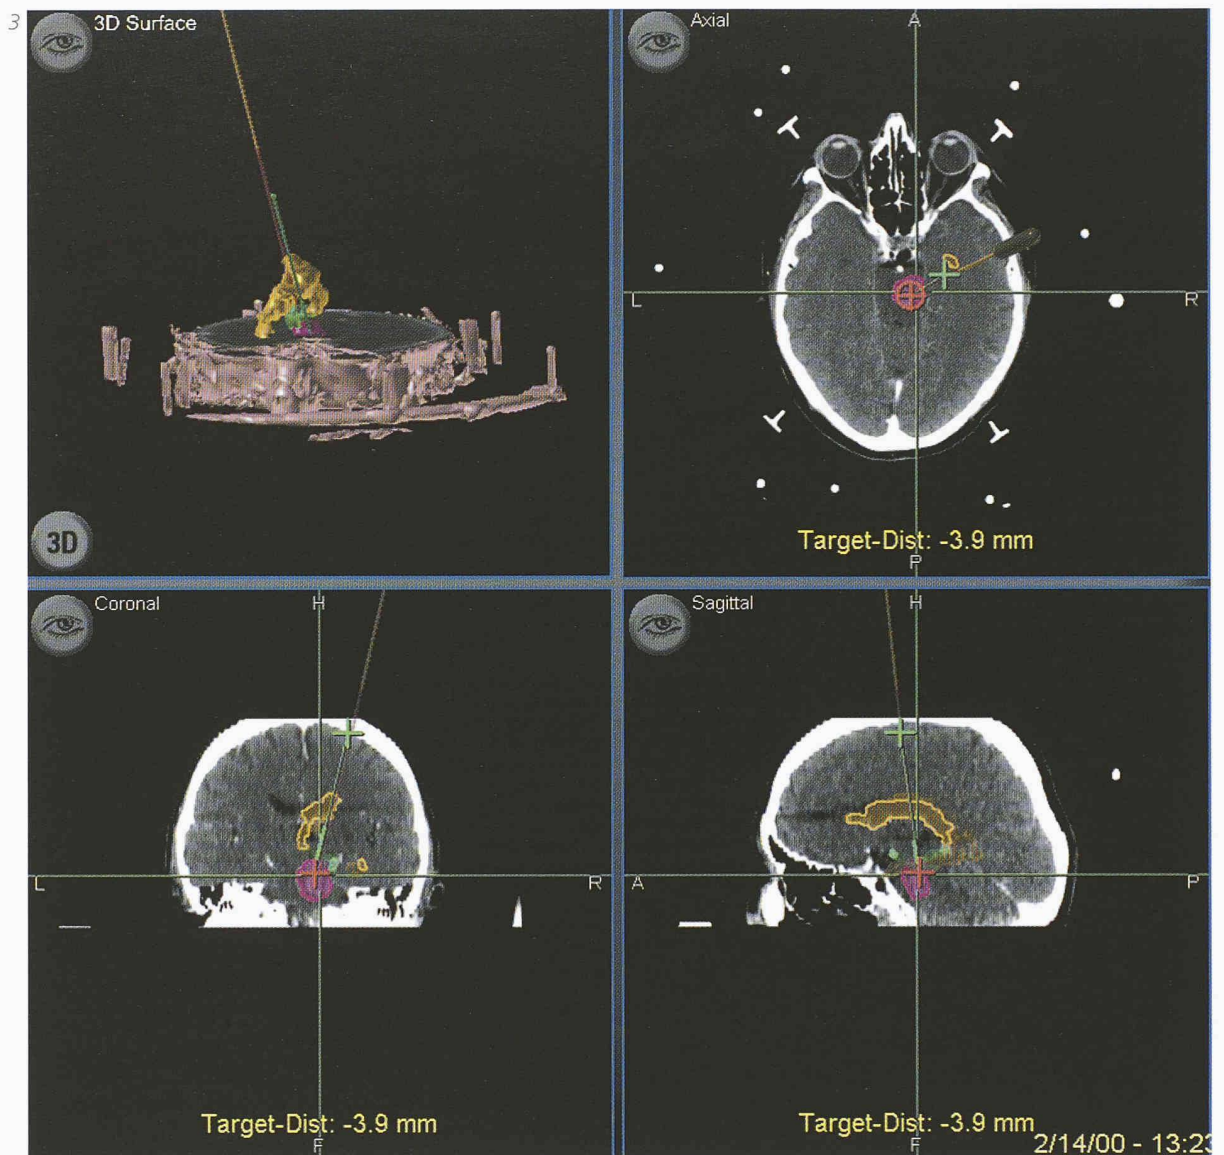 3
3D Surface
3D
Axial
A
L
R
Target-Dist: -3.9 mm
P
Coronal
H
L
R
Target-Dist: -3.9 mm
F
Sagittal
H
A
P
Target-Dist: -3.9 mm
F
2/14/00 - 13:23